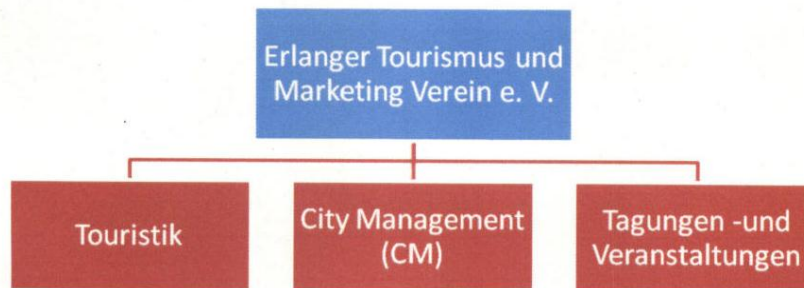 Erlanger Tourismus und
Marketing Verein e. V.
Touristik
City Management
(CM)
Tagungen -und
Veranstaltungen